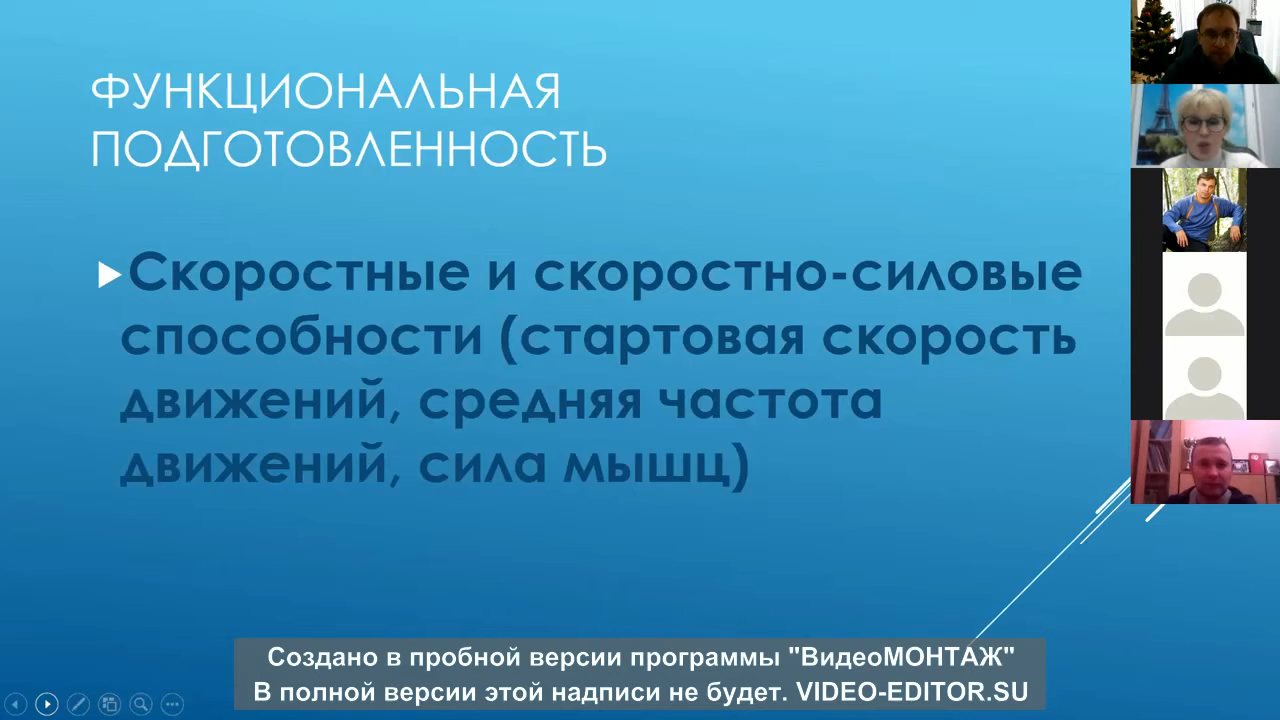 ФУНКЦИОНАЛЬНАЯ
ПОДГОТОВЛЕННОСТЬ
Скоростные и скоростно-силовые
способности (стартовая скорость
движений, средняя частота
движений, сила мышц)
Создано в пробной версии программы "ВидеоМОНТАЖ"
В полной версии этой надписи не будет. VIDEO-EDITOR.SU